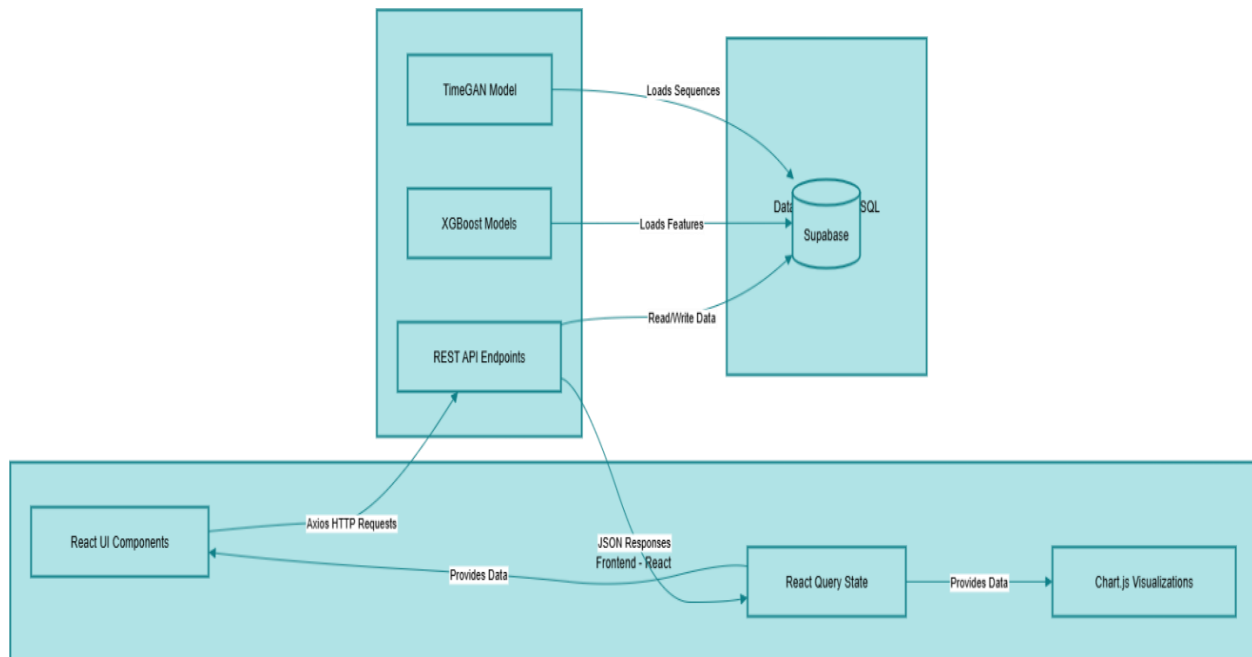 TimeGAN Model
Loads Sequences
XGBoost Models
Loads Features
Data
SQL
Supabase
Read/Write Data
REST API Endpoints
Axios HTTP Requests
React UI Components
JSON Responses
Frontend - React
Provides Data
React Query State
Provides Data
Chart.js Visualizations